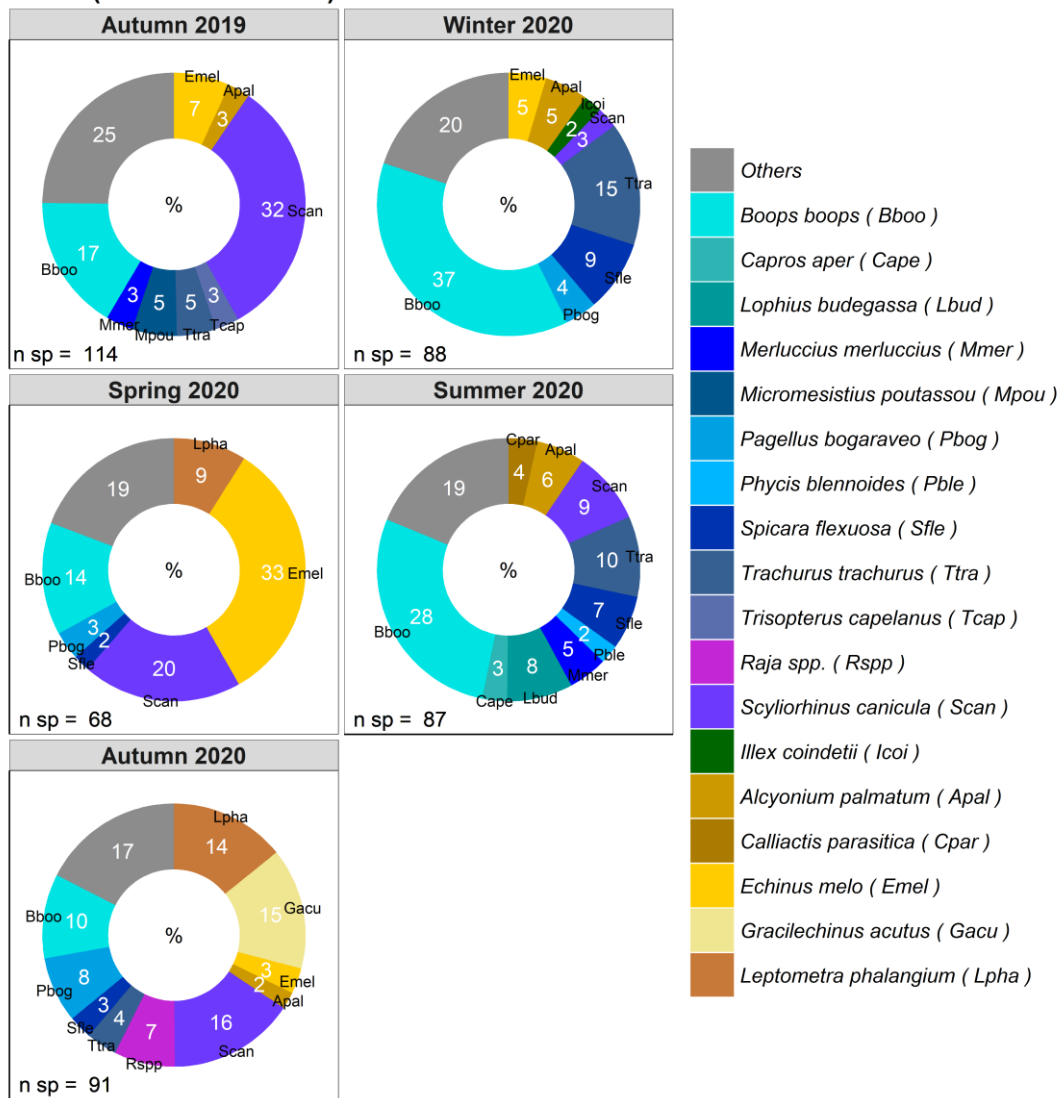 Autumn 2019
Emel
7
Apal
3
32 Scan
3
Tcap
5
Ttra
5
Mpou
3
Mmer
17
Bboo
25
%
n sp = 114
Winter 2020
Emel
5
Apal
5
Icoi
2
Scan
3
Ttra
15
9
Sfle
4
Pbog
37
Bboo
20
%
n sp = 88
Spring 2020
Lpha
9
33 Emel
20
Scan
2
Sfle
3
Pbog
14
Bboo
19
%
n sp = 68
Summer 2020
Cpar
4
Apal
6
Scan
9
Ttra
10
7
Sfle
2
Pble
5
Mmer
8
Lbud
3
Cape
28
Bboo
19
%
n sp = 87
Autumn 2020
Lpha
14
Gacu
15
3
Emel
2
Apal
16
Scan
7
Rspp
4
Ttra
3
Sfle
8
Pbog
10
Bboo
17
%
n sp = 91
Others
Boops boops ( Bboo )
Capros aper ( Cape )
Lophius budegassa ( Lbud )
Merluccius merluccius ( Mmer )
Micromesistius poutassou ( Mpou )
Pagellus bogaraveo ( Pbog )
Phycis blennoides ( Pble )
Spicara flexuosa ( Sfle )
Trachurus trachurus ( Ttra )
Trisopterus capelanus ( Tcap )
Raja spp. ( Rspp )
Scyliorhinus canicula ( Scan )
Illex coindetii ( Icoi )
Alcyonium palmatum ( Apal )
Calliactis parasitica ( Cpar )
Echinus melo ( Emel )
Gracilechinus acutus ( Gacu )
Leptometra phalangium ( Lpha )